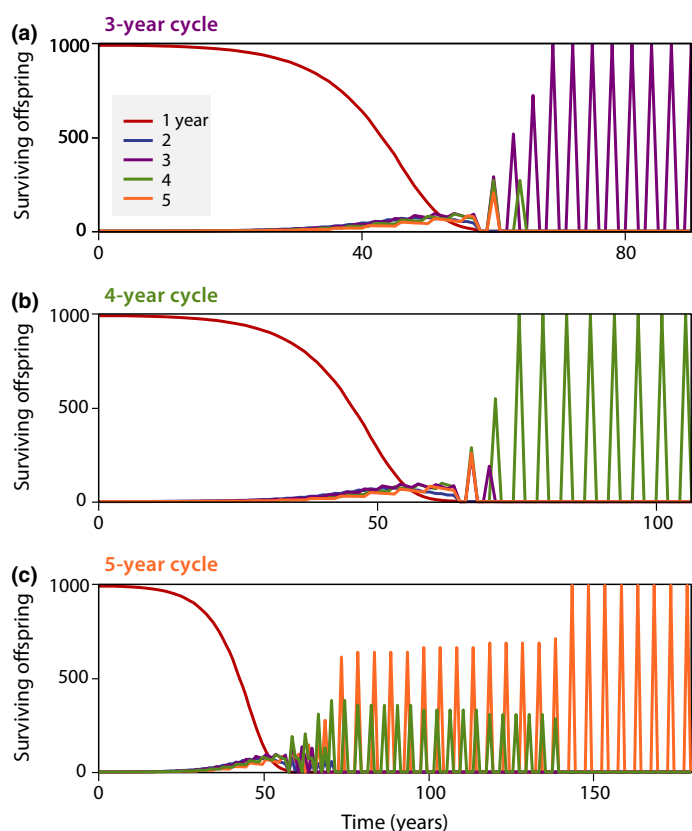 (a)
3-year cycle
Surviving offspring
1000
500
0
1 year
2
3
4
5
0
40
80
(b)
4-year cycle
Surviving offspring
1000
500
0
0
50
100
(c)
5-year cycle
Surviving offspring
1000
500
0
0
50
100
150
Time (years)